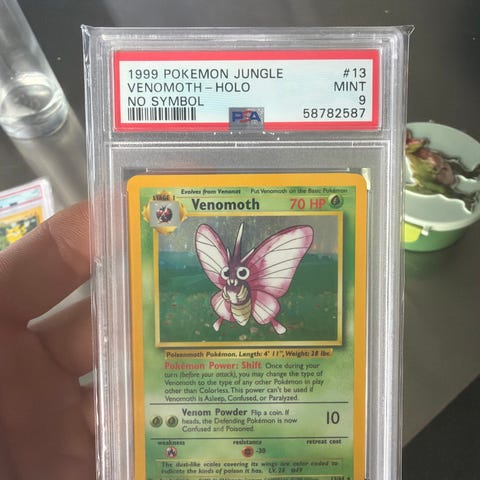 1999 POKEMON JUNGLE #13
VENOMOTH - HOLO MINT
NO SYMBOL 9
PSA 58782587
Evolves from Venonat Put Venomoth on the Basic Pokémon
STAGE 1
Venomoth 70 HP
Poisonmoth Pokémon. Length: 4' 11", Weight: 28 lbs.
Pokémon Power: Shift Once during your
turn (before your attack), you may change the type of
Venomoth to the type of any other Pokémon in play
other than Colorless. This power can't be used if
Venomoth is Asleep, Confused, or Paralyzed.
Venom Powder Flip a coin. If
heads, the Defending Pokémon is now
Confused and Poisoned. 10
weakness resistance retreat cost
-30
The dust-like scales covering its wings are color coded to
indicate the kinds of poison it has. LV. 28 #49